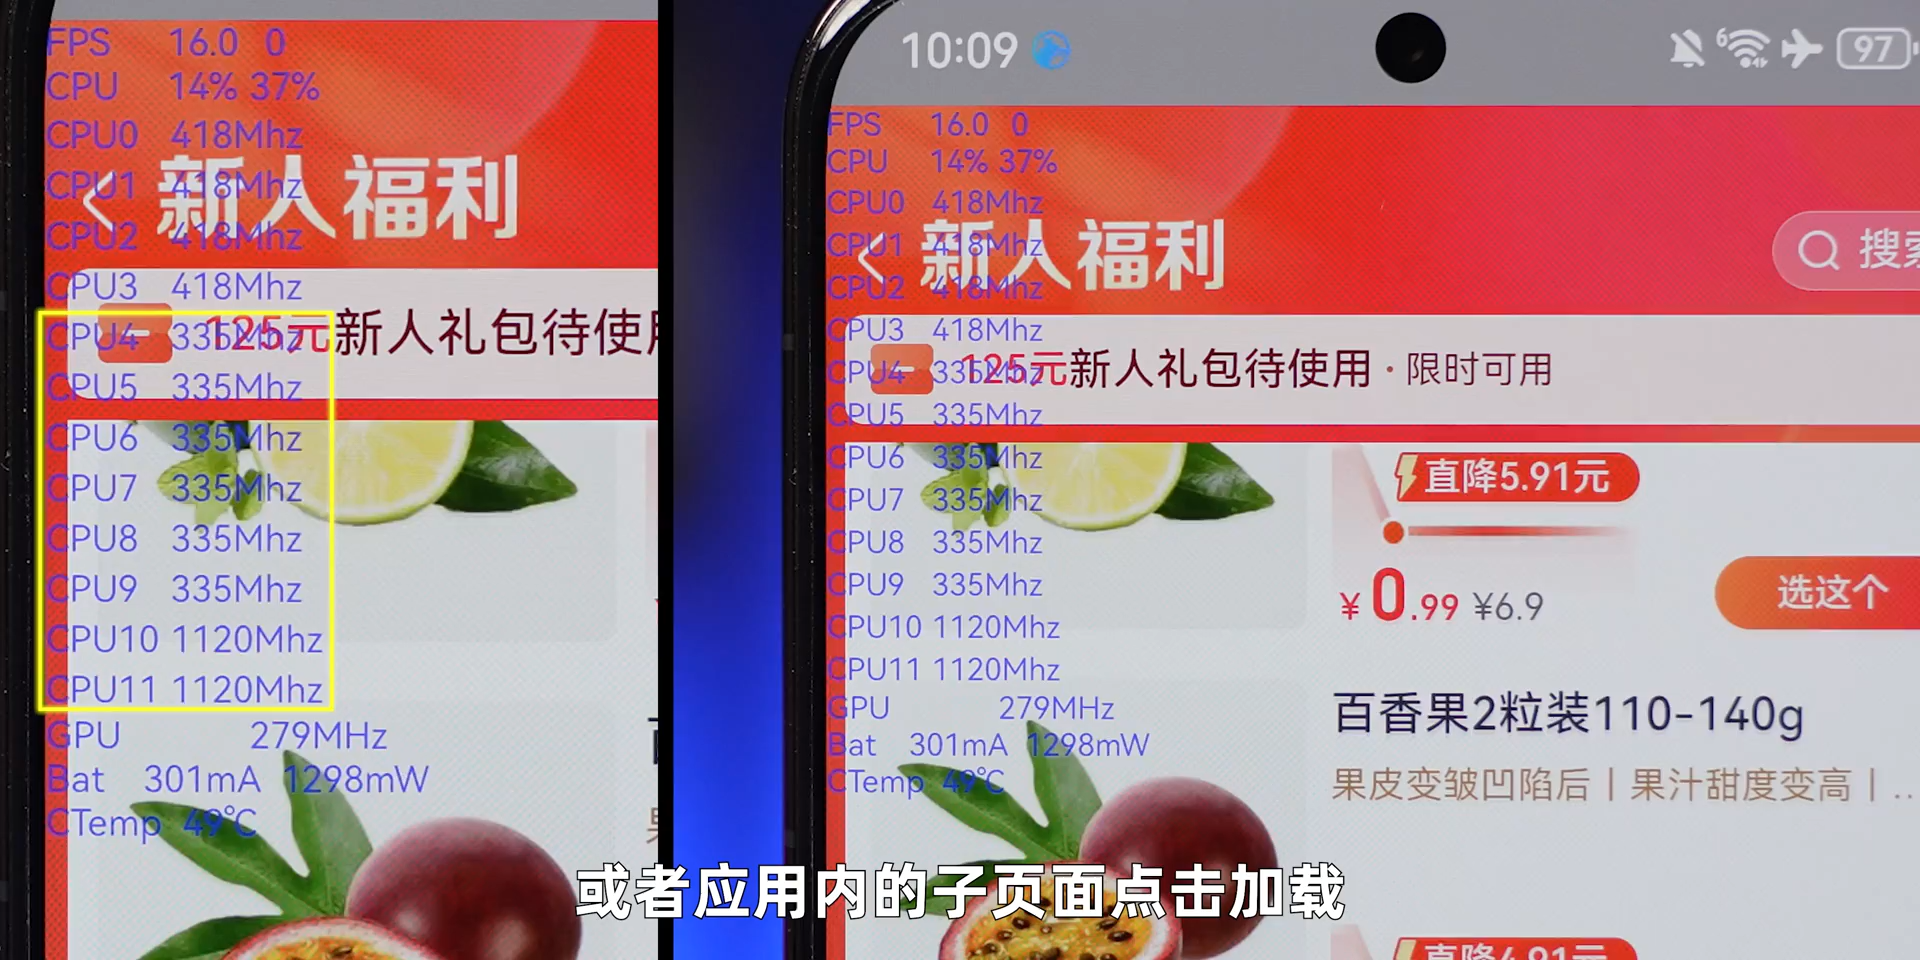 FPS 16.0 0
CPU 14% 37%
CPU0 418Mhz
新人福利
CPU1 418Mhz
CPU2 418Mhz
CPU3 418Mhz
125元新人礼包待使用
CPU4 335Mhz
CPU5 335Mhz
CPU6 335Mhz
CPU7 335Mhz
CPU8 335Mhz
CPU9 335Mhz
CPU10 1120Mhz
CPU11 1120Mhz
GPU 279MHz
Bat 301mA 1298mW
CTemp 49℃
10:09
6
97
FPS 16.0 0
CPU 14% 37%
CPU0 418Mhz
新人福利
搜索
CPU1 418Mhz
CPU2 418Mhz
CPU3 418Mhz
125元新人礼包待使用·限时可用
CPU4 335Mhz
CPU5 335Mhz
CPU6 335Mhz
CPU7 335Mhz
CPU8 335Mhz
CPU9 335Mhz
CPU10 1120Mhz
CPU11 1120Mhz
GPU 279MHz
Bat 301mA 1298mW
CTemp 49℃
直降5.91元
¥0.99 ¥6.9
选这个
百香果2粒装110-140g
果皮变皱凹陷后 | 果汁甜度变高 | ...
直降4.91元
或者应用内的子页面点击加载